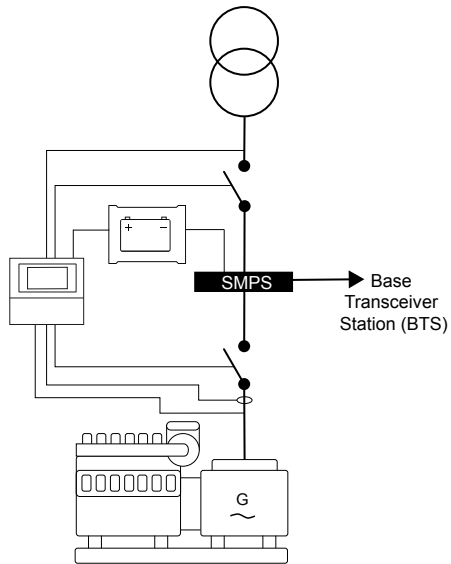 + −
SMPS
Base
Transceiver
Station (BTS)
G